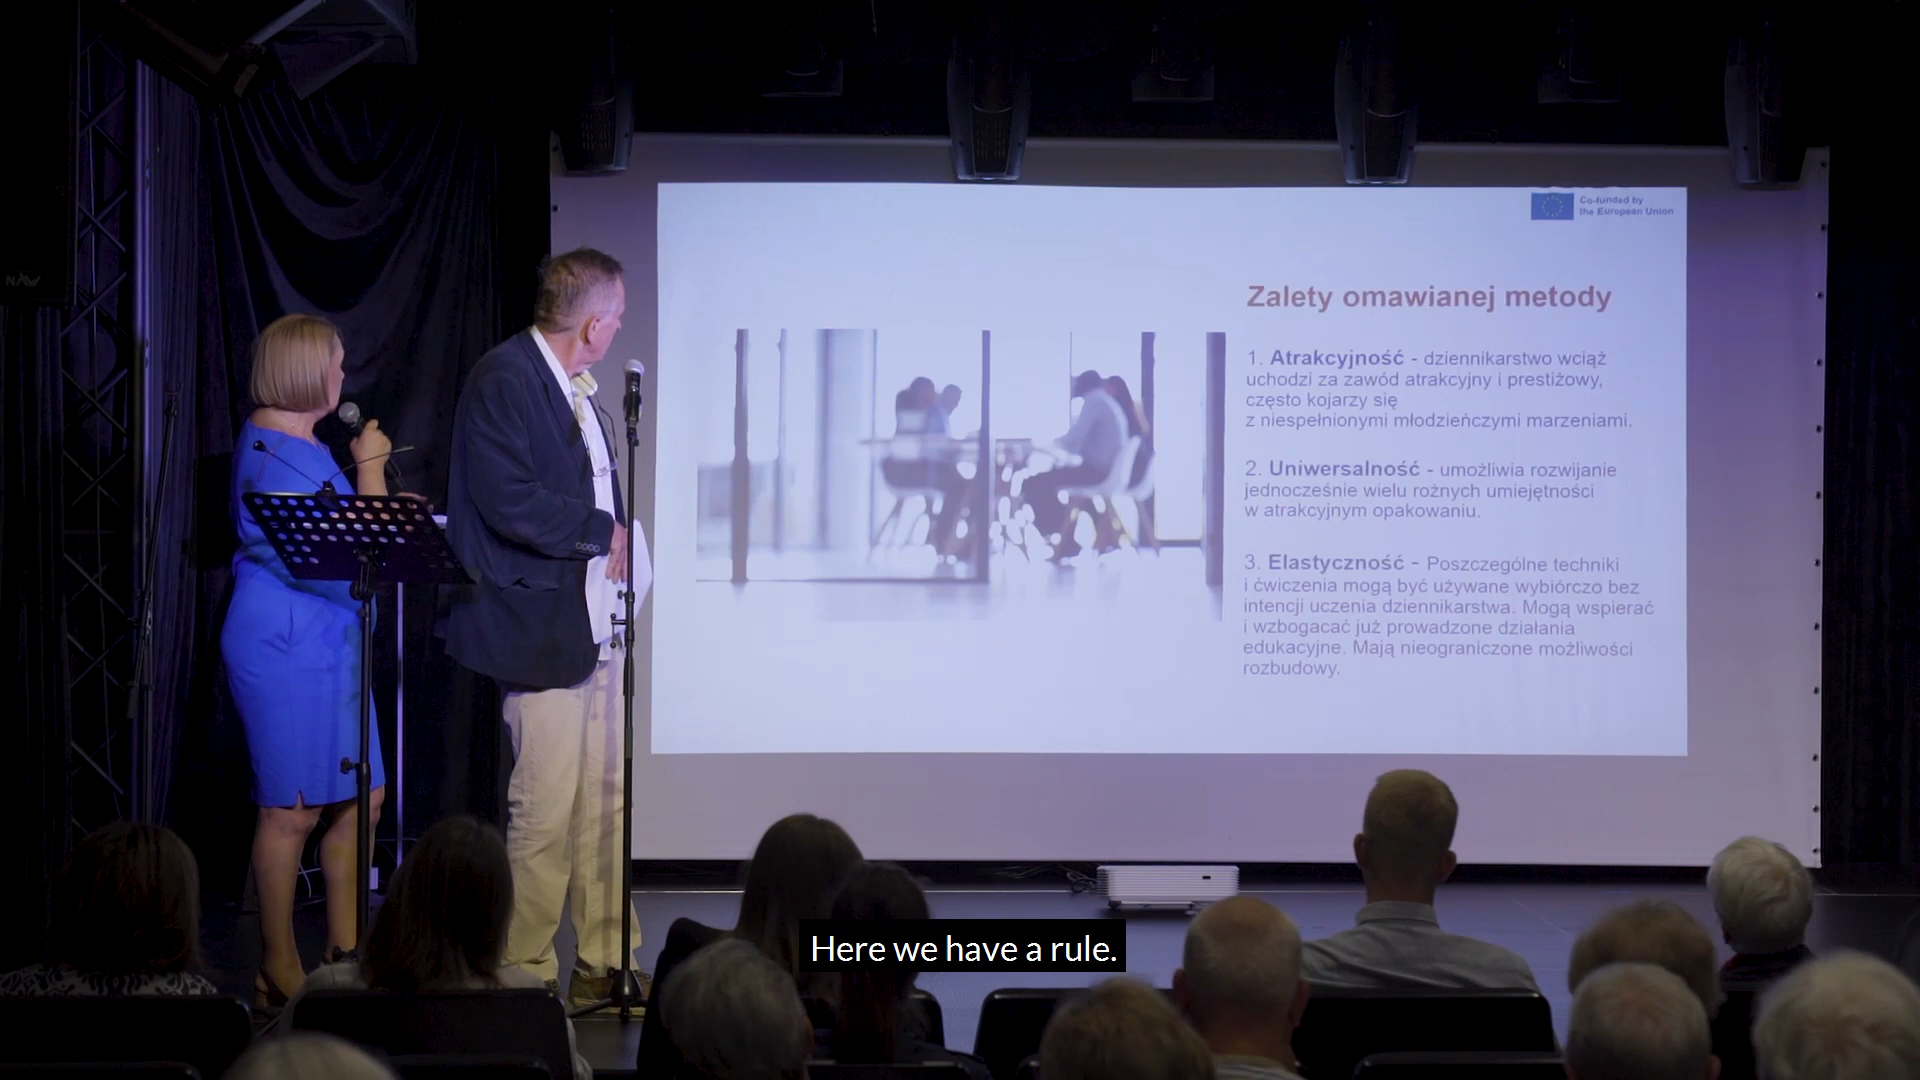 Co-funded by
the European Union
Zalety omawianej metody
1. Atrakcyjność - dziennikarstwo wciąż
uchodzi za zawód atrakcyjny i prestiżowy,
często kojarzy się
z niespełnionymi młodzieńczymi marzeniami.
2. Uniwersalność - umożliwia rozwijanie
jednocześnie wielu rożnych umiejętności
w atrakcyjnym opakowaniu.
3. Elastyczność - Poszczególne techniki
i ćwiczenia mogą być używane wybiórczo bez
intencji uczenia dziennikarstwa. Mogą wspierać
i wzbogacać już prowadzone działania
edukacyjne. Mają nieograniczone możliwości
rozbudowy.
Here we have a rule.